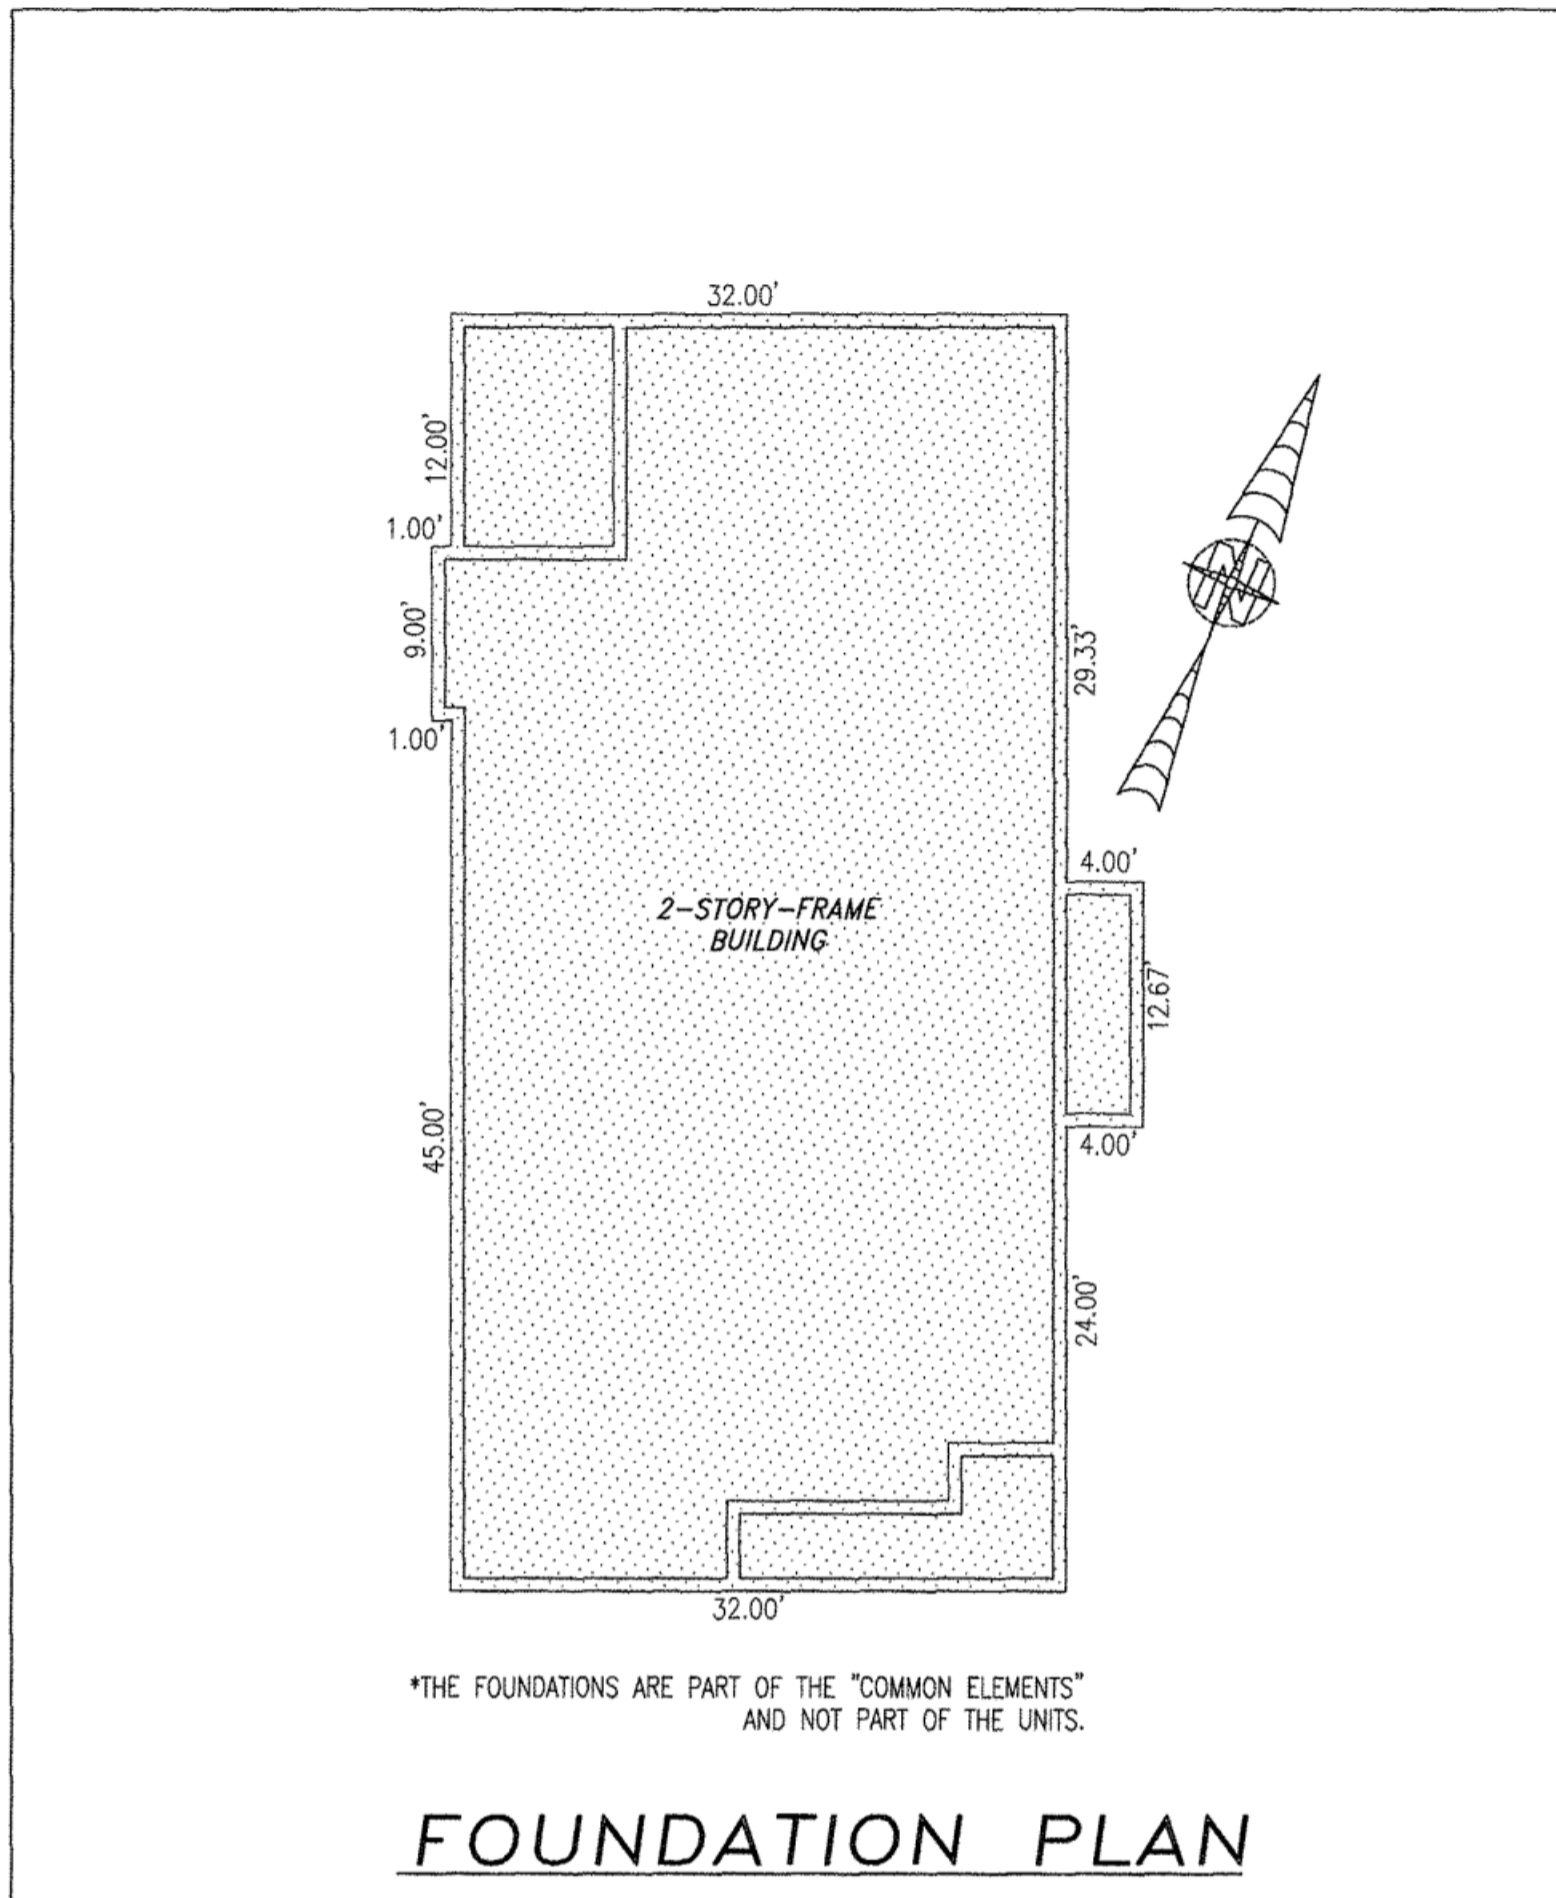 32.00'
12.00'
1.00'
9.00'
1.00'
29.33'
N
4.00'
2-STORY-FRAME
BUILDING
12.67'
45.00'
4.00'
24.00'
32.00'
*THE FOUNDATIONS ARE PART OF THE "COMMON ELEMENTS"
AND NOT PART OF THE UNITS.
FOUNDATION PLAN